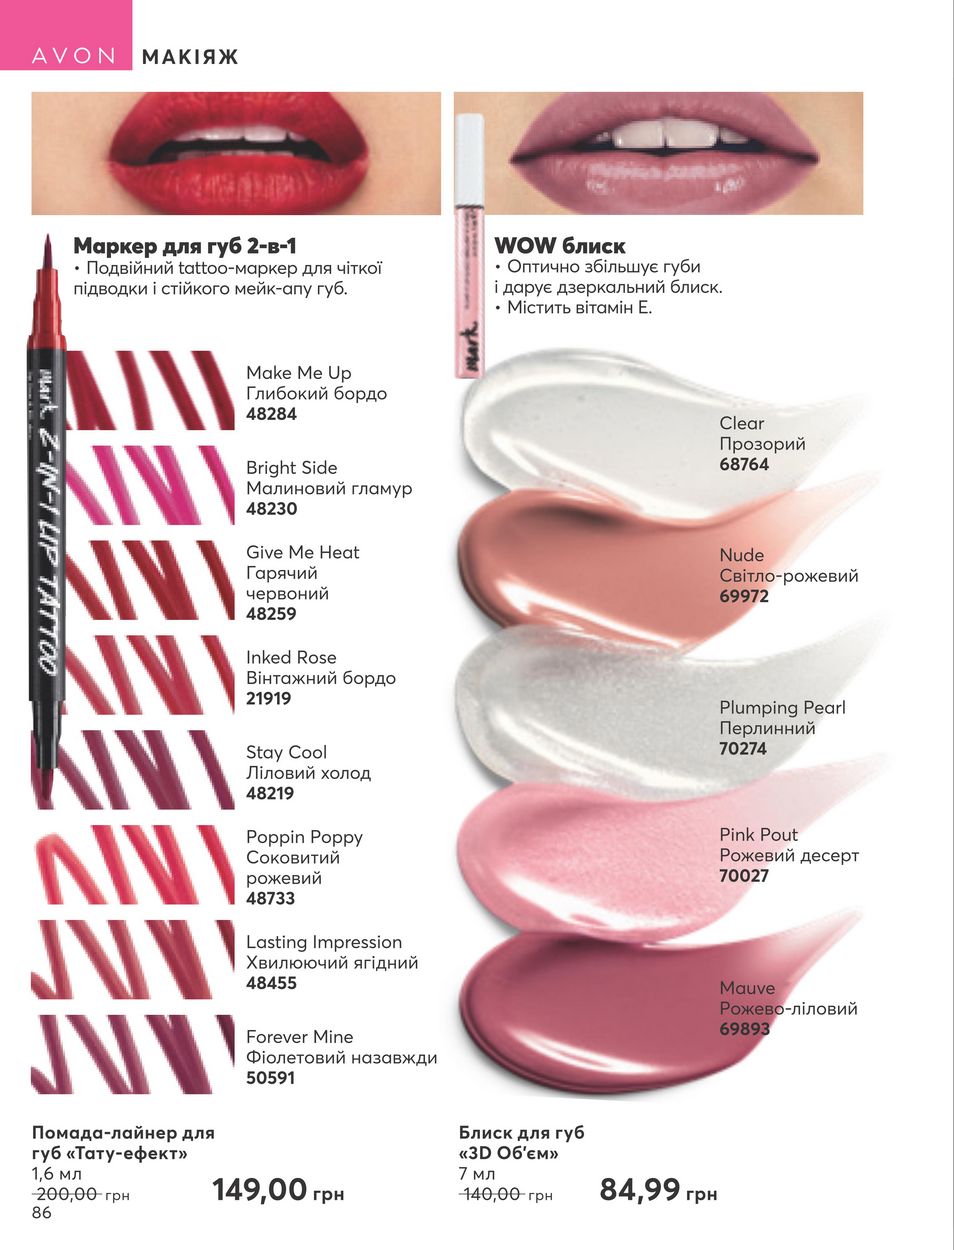 AVON МАКІЯЖ
Маркер для губ 2-в-1
• Подвійний tattoo-маркер для чіткої
підводки і стійкого мейк-апу губ.
mark. 2-IN-1 LIP TATTOO
Make Me Up
Глибокий бордо
48284
Bright Side
Малиновий гламур
48230
Give Me Heat
Гарячий
червоний
48259
Inked Rose
Вінтажний бордо
21919
Stay Cool
Ліловий холод
48219
Poppin Poppy
Соковитий
рожевий
48733
Lasting Impression
Хвилюючий ягідний
48455
Forever Mine
Фіолетовий назавжди
50591
Помада-лайнер для
губ «Тату-ефект»
1,6 мл
200,00 грн 149,00 грн
WOW блиск
• Оптично збільшує губи
і дарує дзеркальний блиск.
• Містить вітамін Е.
mark.
Clear
Прозорий
68764
Nude
Світло-рожевий
69972
Plumping Pearl
Перлинний
70274
Pink Pout
Рожевий десерт
70027
Mauve
Рожево-ліловий
69893
Блиск для губ
«3D Об'єм»
7 мл
140,00 грн 84,99 грн
86